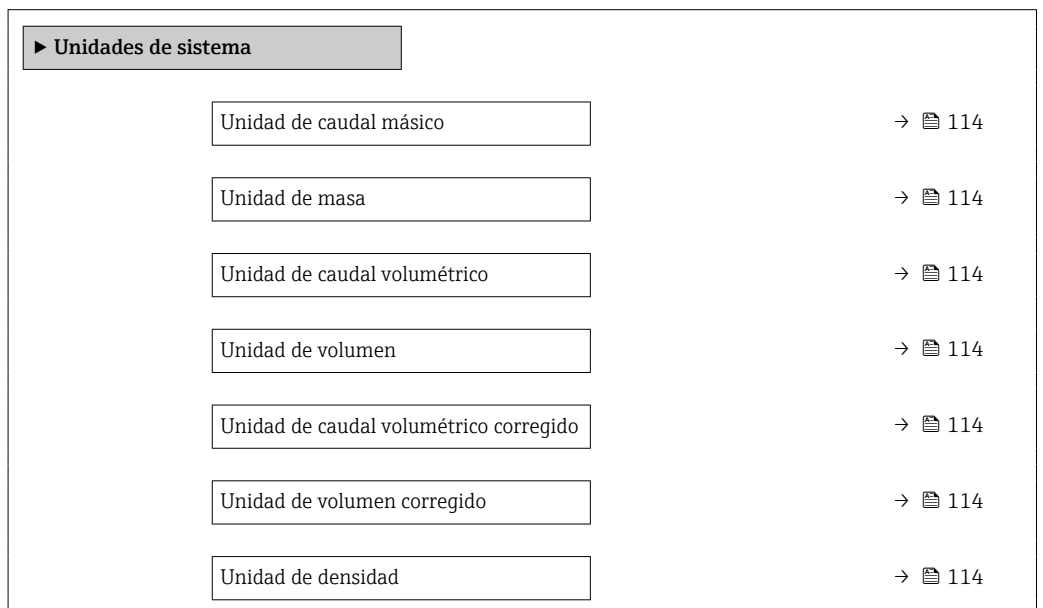 ▶ Unidades de sistema
Unidad de caudal másico → 114
Unidad de masa → 114
Unidad de caudal volumétrico → 114
Unidad de volumen → 114
Unidad de caudal volumétrico corregido → 114
Unidad de volumen corregido → 114
Unidad de densidad → 114